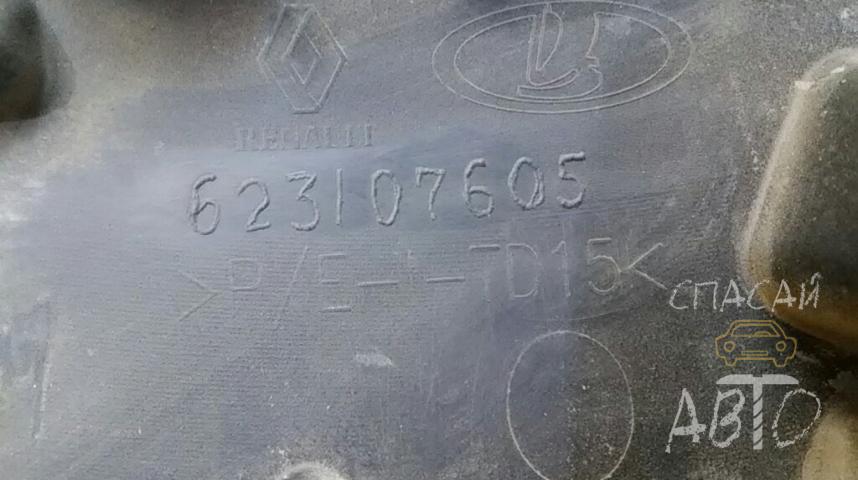 RENAULT
623107605
>P/E-I-TD15<
СПАСАЙ
АВТО